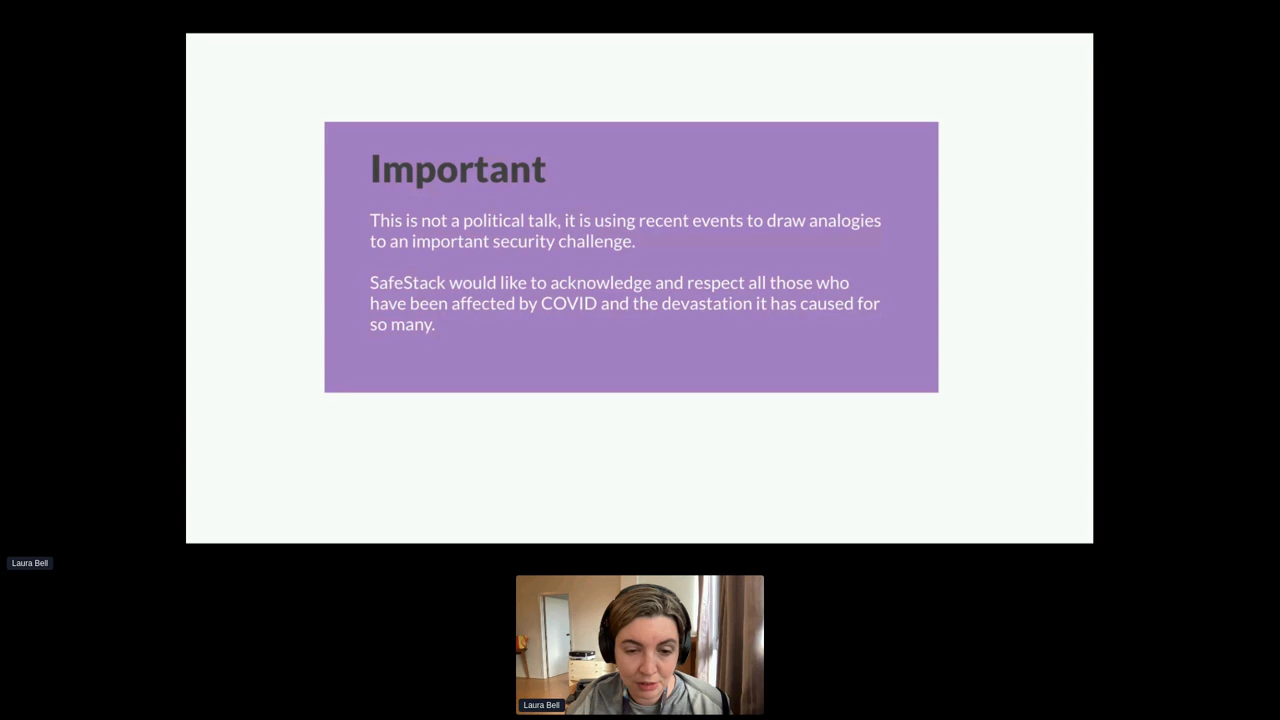 Important
This is not a political talk, it is using recent events to draw analogies
to an important security challenge.
SafeStack would like to acknowledge and respect all those who
have been affected by COVID and the devastation it has caused for
so many.
Laura Bell
Laura Bell